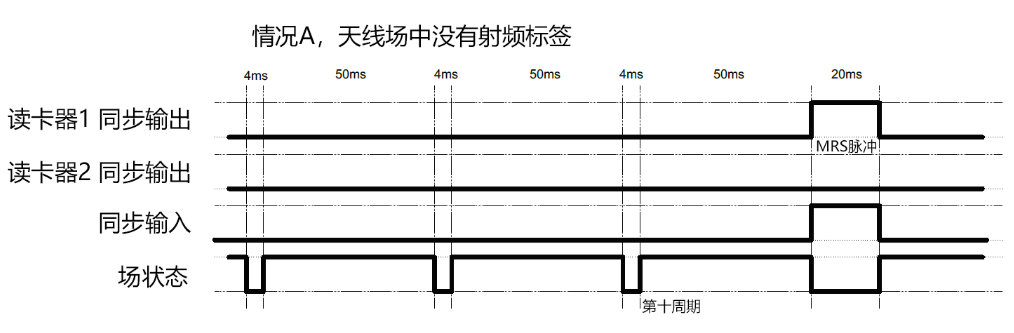 情况A，天线场中没有射频标签
4ms 50ms 4ms 50ms 4ms 50ms 20ms
读卡器1 同步输出
MRS脉冲
读卡器2 同步输出
同步输入
场状态
第十周期